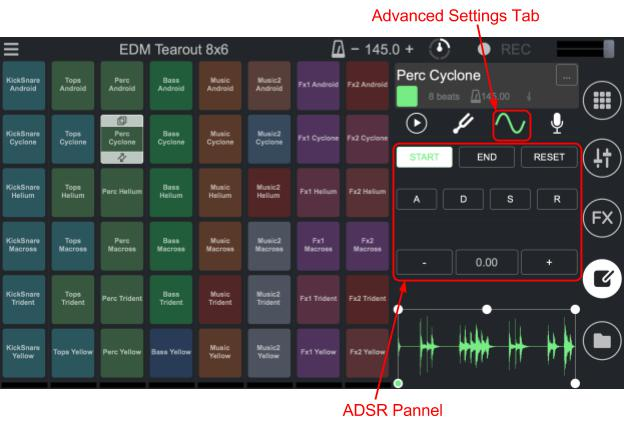 Advanced Settings Tab
EDM Tearout 8x6
− 145.0 +
REC
KickSnare Android
Tops Android
Perc Android
Bass Android
Music Android
Music2 Android
Fx1 Android
Fx2 Android
Perc Cyclone
...
8 beats
145.00
KickSnare Cyclone
Tops Cyclone
Perc Cyclone
Bass Cyclone
Music Cyclone
Music2 Cyclone
Fx1 Cyclone
Fx2 Cyclone
START
END
RESET
KickSnare Helium
Tops Helium
Perc Helium
Bass Helium
Music Helium
Music2 Helium
Fx1 Helium
Fx2 Helium
A
D
S
R
FX
KickSnare Macross
Tops Macross
Perc Macross
Bass Macross
Music Macross
Music2 Macross
Fx1 Macross
Fx2 Macross
-
0.00
+
KickSnare Trident
Tops Trident
Perc Trident
Bass Trident
Music Trident
Music2 Trident
Fx1 Trident
Fx2 Trident
KickSnare Yellow
Tops Yellow
Perc Yellow
Bass Yellow
Music Yellow
Music2 Yellow
Fx1 Yellow
Fx2 Yellow
ADSR Pannel